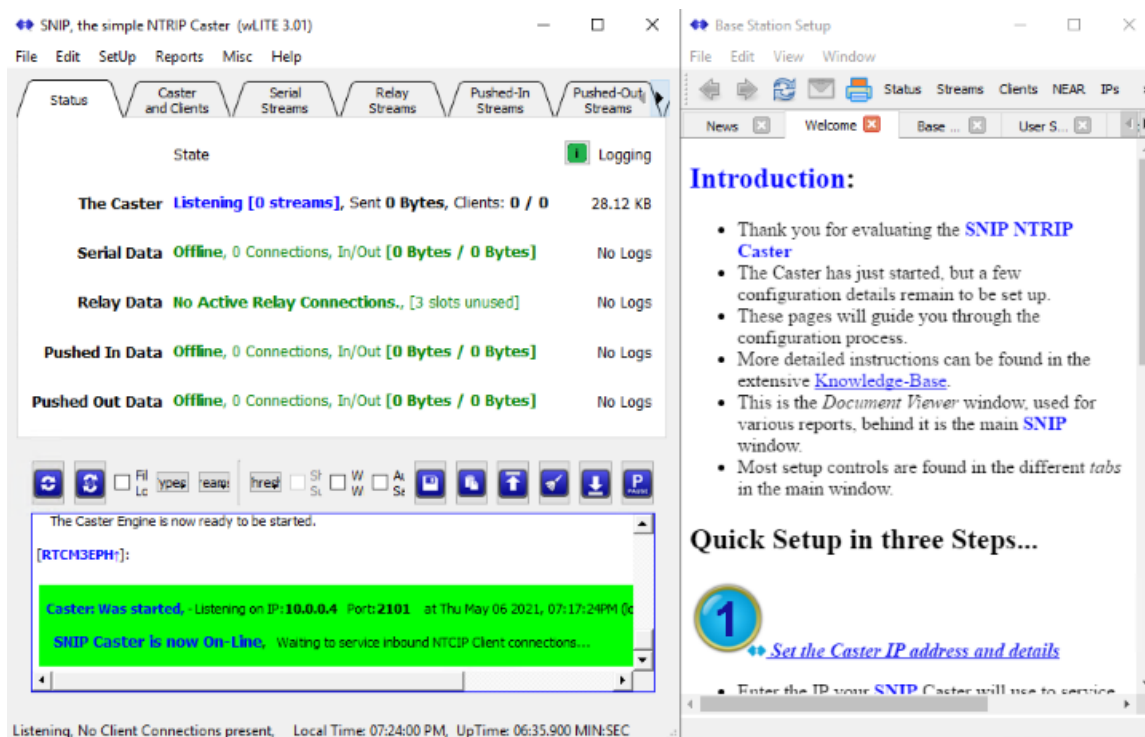 SNIP, the simple NTRIP Caster (wLITE 3.01)
File Edit SetUp Reports Misc Help
Status
Caster and Clients
Serial Streams
Relay Streams
Pushed-In Streams
Pushed-Out Streams
State
Logging
The Caster Listening [0 streams], Sent 0 Bytes, Clients: 0 / 0 28.12 KB
Serial Data Offline, 0 Connections, In/Out [0 Bytes / 0 Bytes] No Logs
Relay Data No Active Relay Connections., [3 slots unused] No Logs
Pushed In Data Offline, 0 Connections, In/Out [0 Bytes / 0 Bytes] No Logs
Pushed Out Data Offline, 0 Connections, In/Out [0 Bytes / 0 Bytes] No Logs
P
PAUSE
The Caster Engine is now ready to be started.
[RTCM3EPH↑]:
Caster: Was started, - Listening on IP: 10.0.0.4 Port: 2101 at Thu May 06 2021, 07:17:24PM
SNIP Caster is now On-Line, Waiting to service inbound NTCIP Client connections...
Listening, No Client Connections present, Local Time: 07:24:00 PM, UpTime: 06:35.900 MIN:SEC
Base Station Setup
File Edit View Window
Status Streams Clients NEAR IPs
News
Welcome
Base ...
User S...
Introduction:
• Thank you for evaluating the SNIP NTRIP
Caster
• The Caster has just started, but a few
configuration details remain to be set up.
• These pages will guide you through the
configuration process.
• More detailed instructions can be found in the
extensive Knowledge-Base.
• This is the Document Viewer window, used for
various reports, behind it is the main SNIP
window.
• Most setup controls are found in the different tabs
in the main window.
Quick Setup in three Steps...
1
Set the Caster IP address and details
• Enter the IP your SNIP Caster will use to service